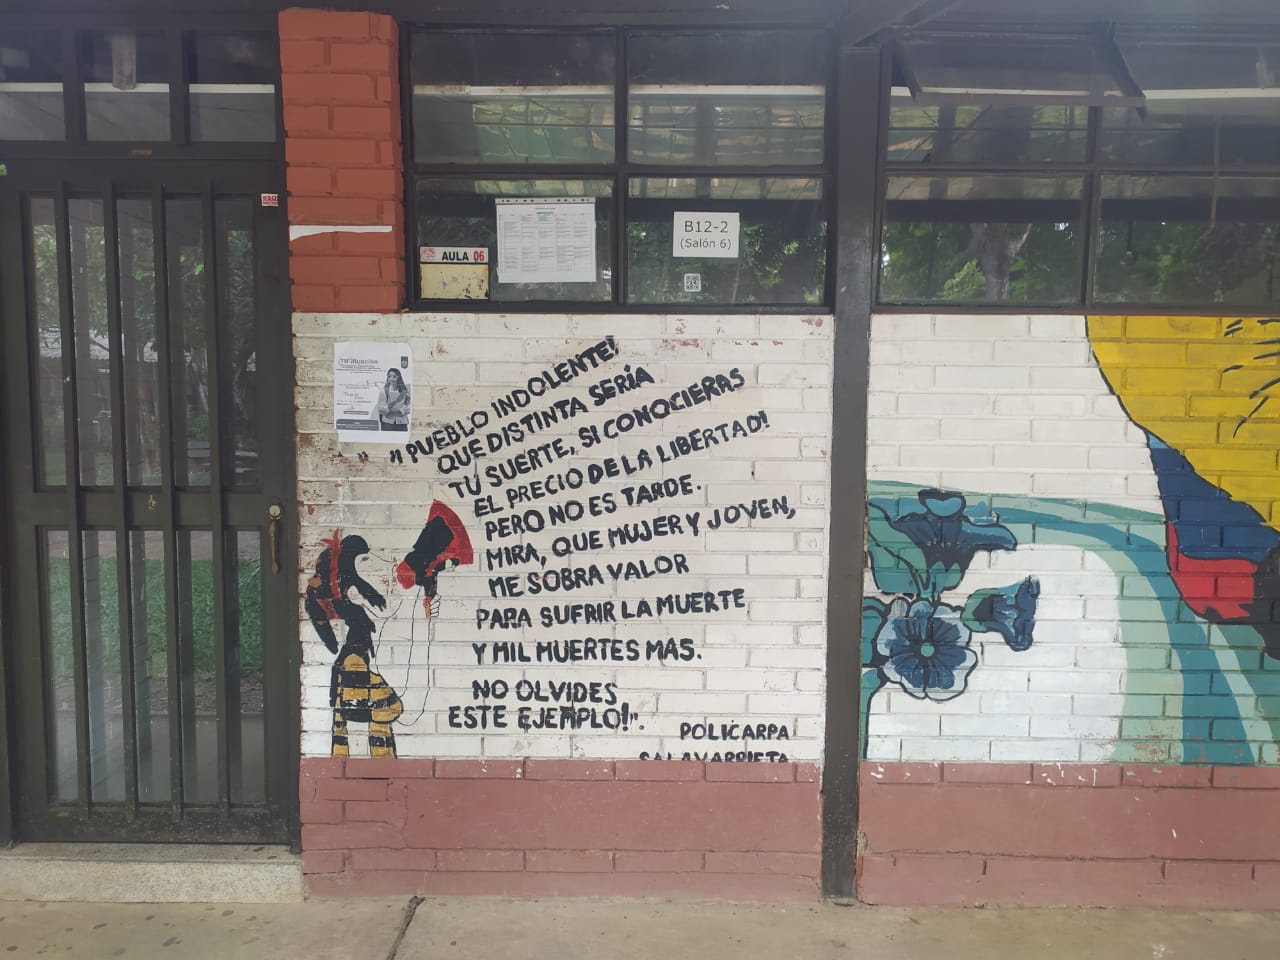 AULA 06
B12-2
(Salón 6)
"¡PUEBLO INDOLENTE!
QUE DISTINTA SERÍA
TU SUERTE, SI CONOCIERAS
EL PRECIO DE LA LIBERTAD!
PERO NO ES TARDE.
MIRA, QUE MUJER Y JOVEN,
ME SOBRA VALOR
PARA SUFRIR LA MUERTE
Y MIL MUERTES MAS.
NO OLVIDES
ESTE EJEMPLO!".
POLICARPA
SALAVARRIETA